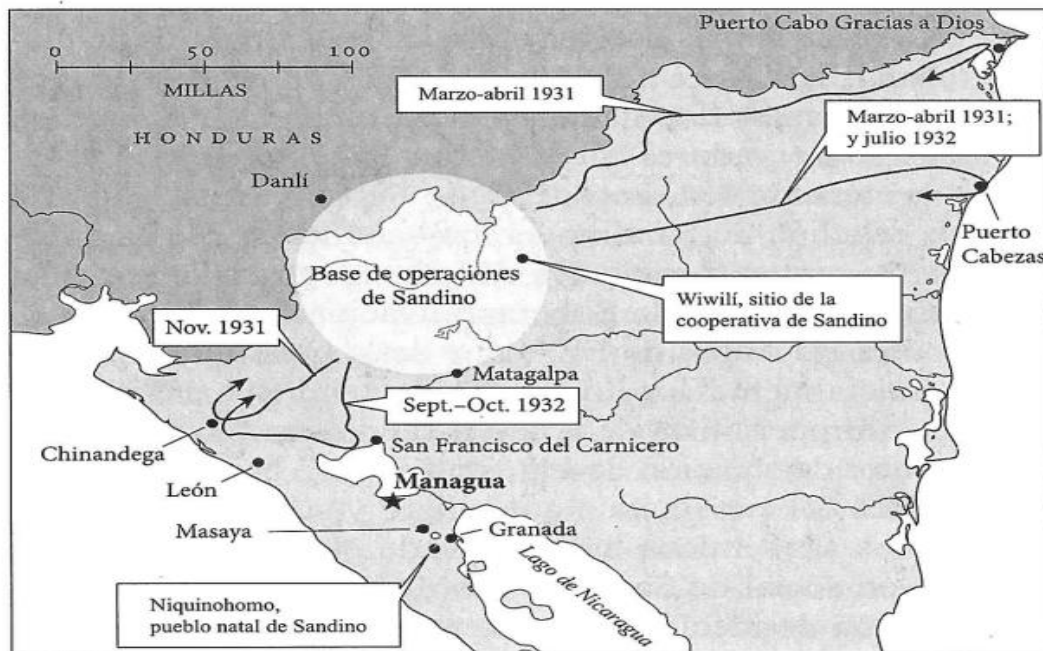 Puerto Cabo Gracias a Dios
0 50 100
MILLAS
Marzo-abril 1931
Marzo-abril 1931;
y julio 1932
HONDURAS
Danlí
Puerto
Cabezas
Base de operaciones
de Sandino
Wiwilí, sitio de la
cooperativa de Sandino
Nov. 1931
Matagalpa
Sept.–Oct. 1932
Chinandega
San Francisco del Carnicero
León
Managua
Masaya
Granada
Lago de Nicaragua
Niquinohomo,
pueblo natal de Sandino